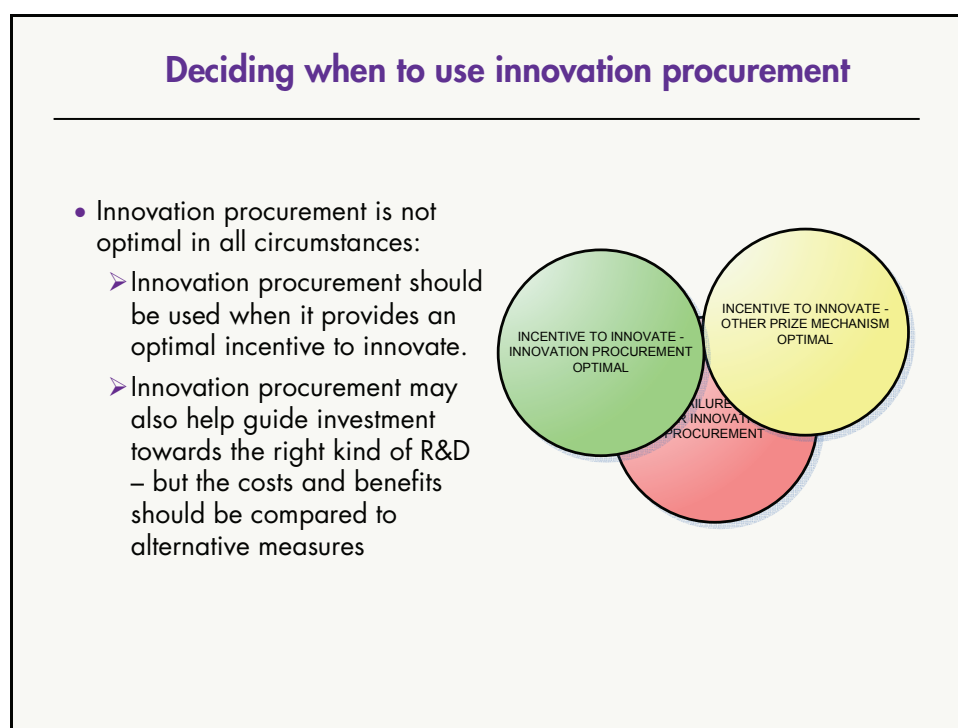 Deciding when to use innovation procurement
• Innovation procurement is not
optimal in all circumstances:
➢Innovation procurement should
be used when it provides an
optimal incentive to innovate.
➢Innovation procurement may
also help guide investment
towards the right kind of R&D
– but the costs and benefits
should be compared to
alternative measures
INCENTIVE TO INNOVATE -
INNOVATION PROCUREMENT
OPTIMAL
INCENTIVE TO INNOVATE -
OTHER PRIZE MECHANISM
OPTIMAL
PROCUREMENT